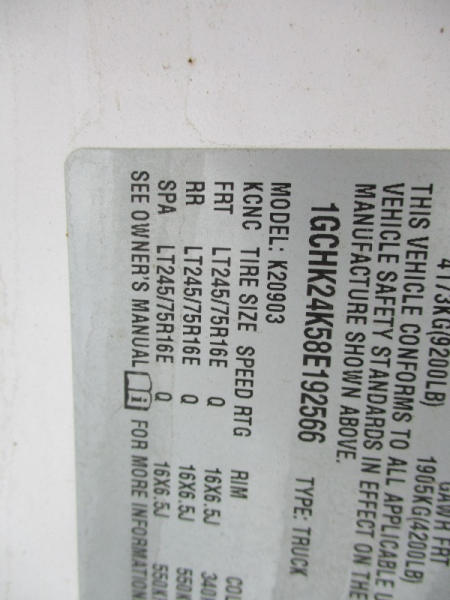 GAWR FRT
4173KG(9200LB) 1905KG(4200LB)
THIS VEHICLE CONFORMS TO ALL APPLICABLE
VEHICLE SAFETY STANDARDS IN EFFECT ON THE
MANUFACTURE SHOWN ABOVE.
1GCHK24K58E192566 TYPE: TRUCK
MODEL: K20903
KCNC TIRE SIZE SPEED RTG RIM
FRT LT245/75R16E Q 16X6.5J
RR LT245/75R16E Q 16X6.5J 550K
SPA LT245/75R16E Q 16X6.5J 550K
SEE OWNER'S MANUAL FOR MORE INFORMATION